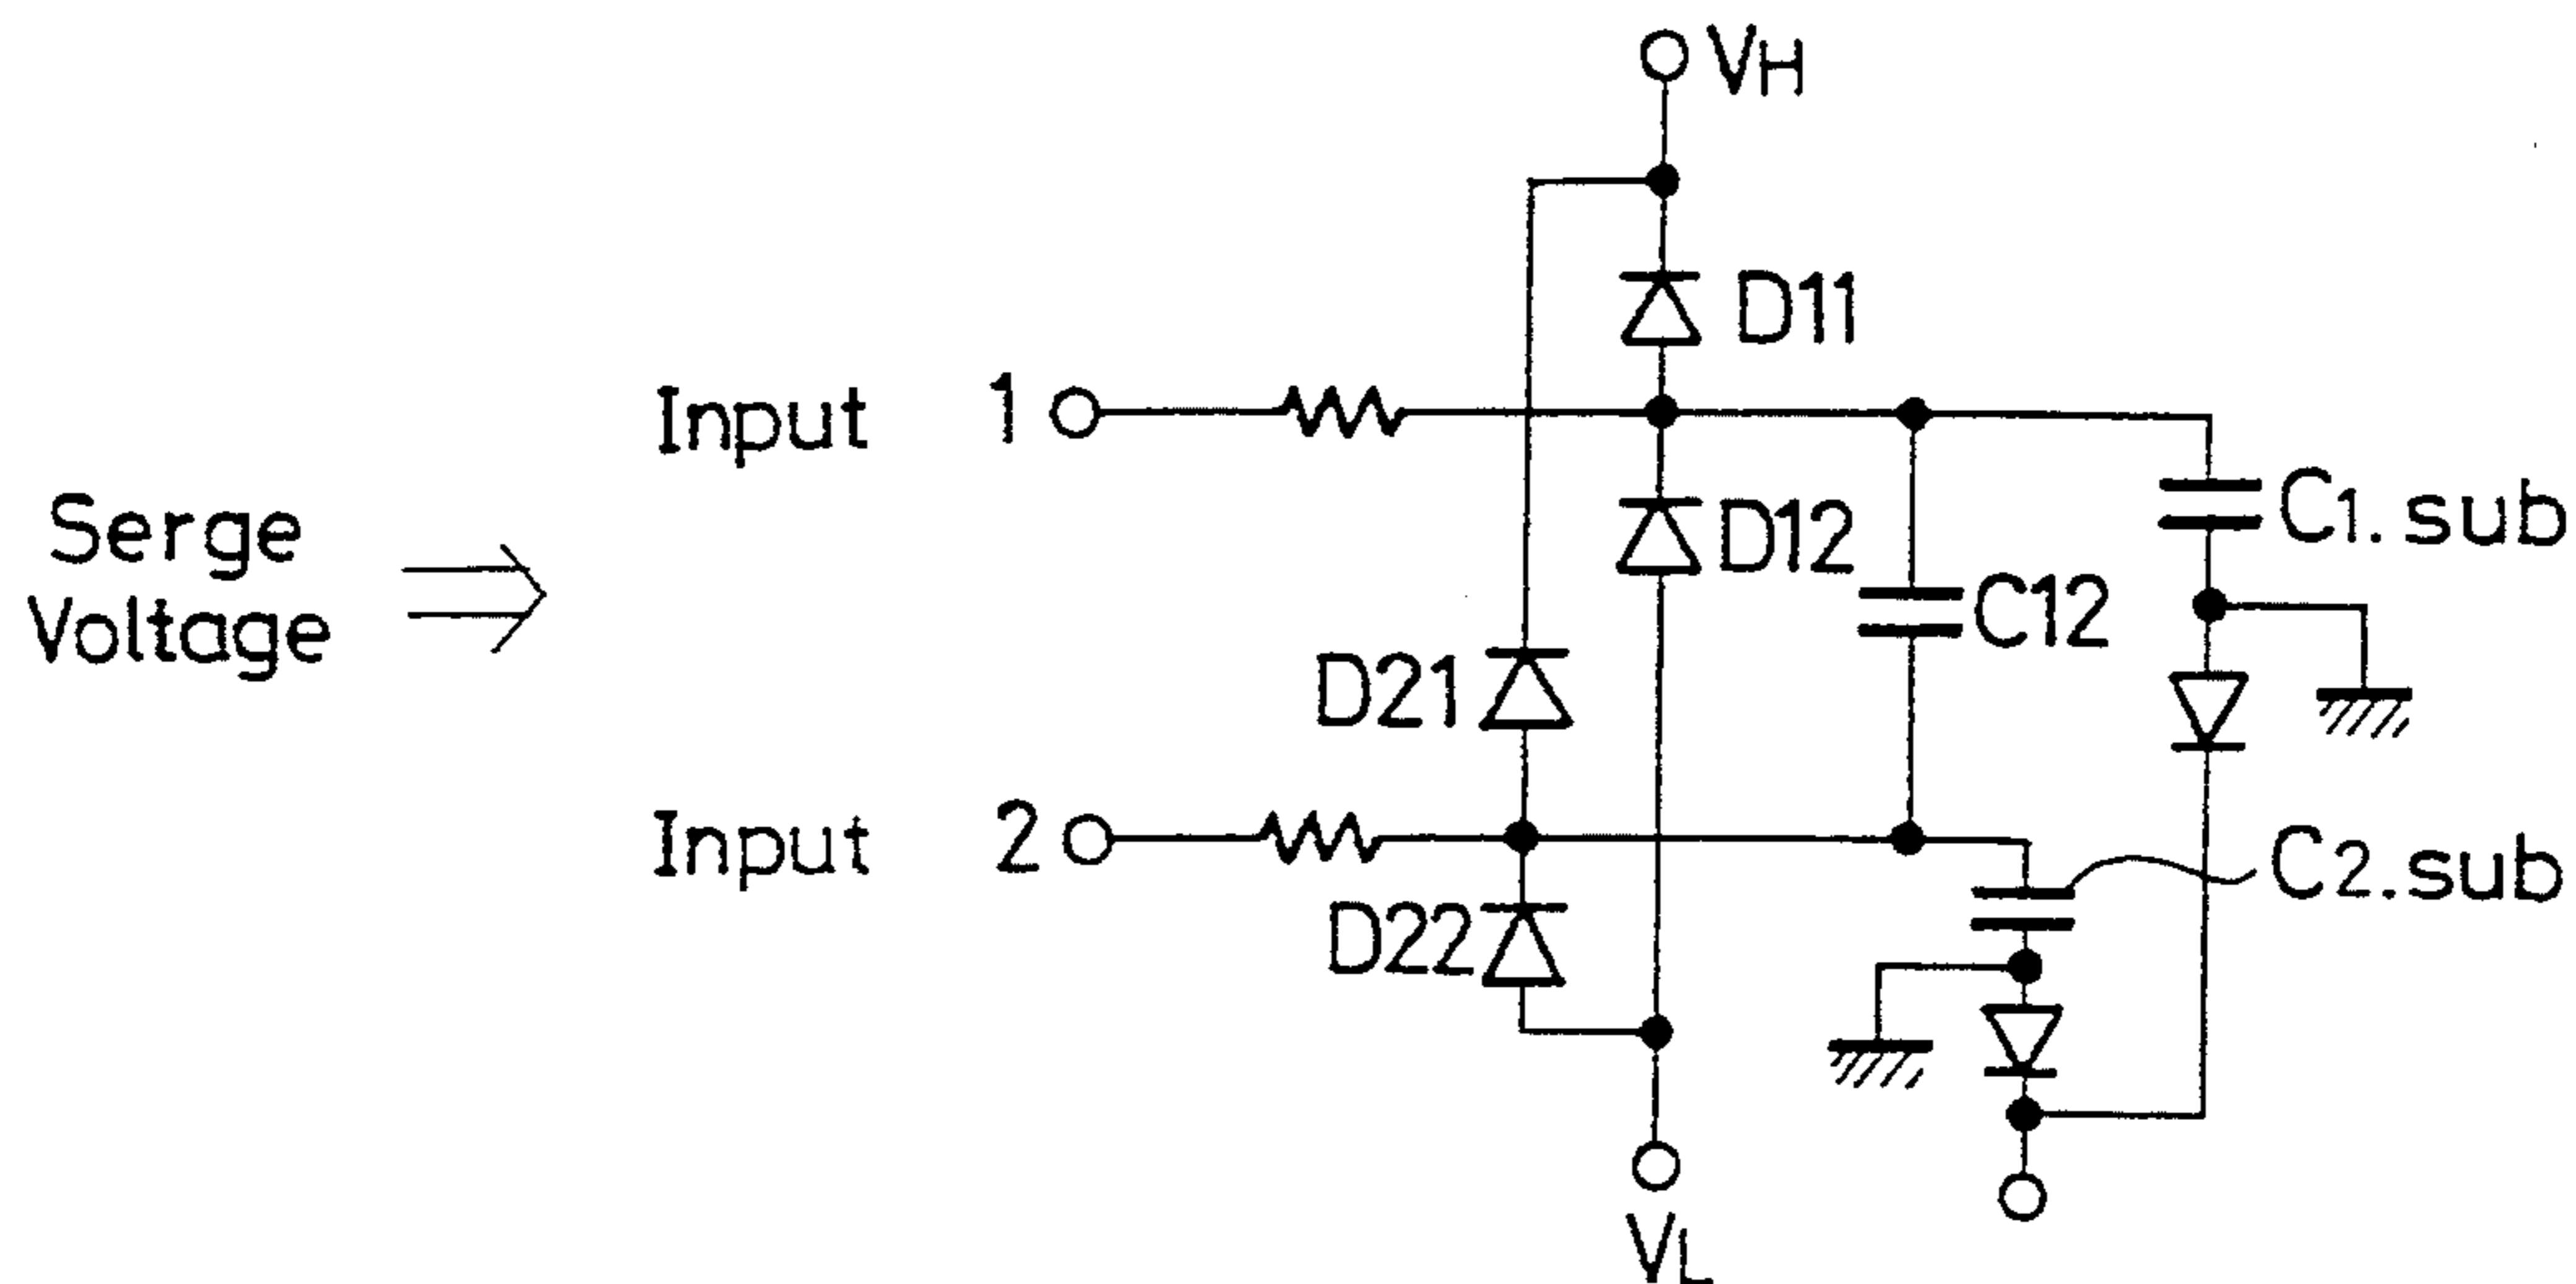 VH
D11
Input 1
Serge
Voltage
D12
C1.sub
C12
D21
Input 2
C2.sub
D22
VL